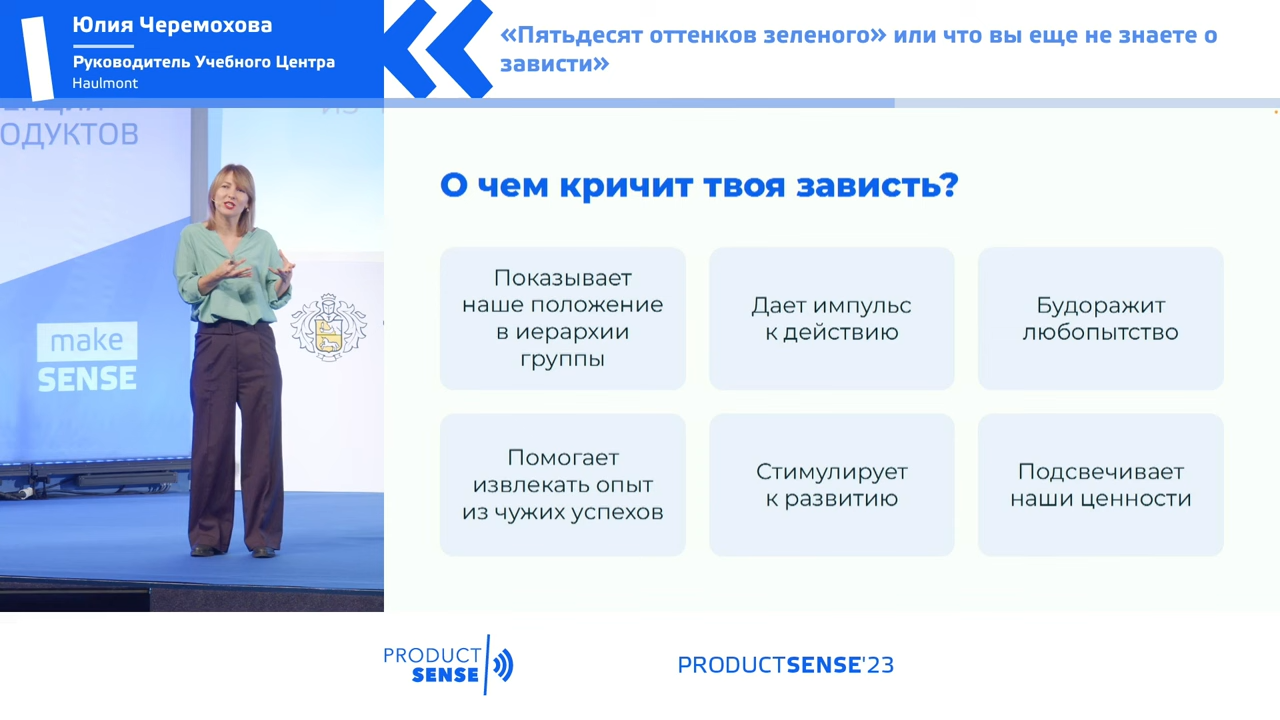 Юлия Черемохова
Руководитель Учебного Центра
Haulmont
«Пятьдесят оттенков зеленого» или что вы еще не знаете о
зависти»
ОДУКТОВ
make
SENSE
О чем кричит твоя зависть?
Показывает
наше положение
в иерархии
группы
Дает импульс
к действию
Будоражит
любопытство
Помогает
извлекать опыт
из чужих успехов
Стимулирует
к развитию
Подсвечивает
наши ценности
PRODUCT
SENSE
PRODUCTSENSE'23